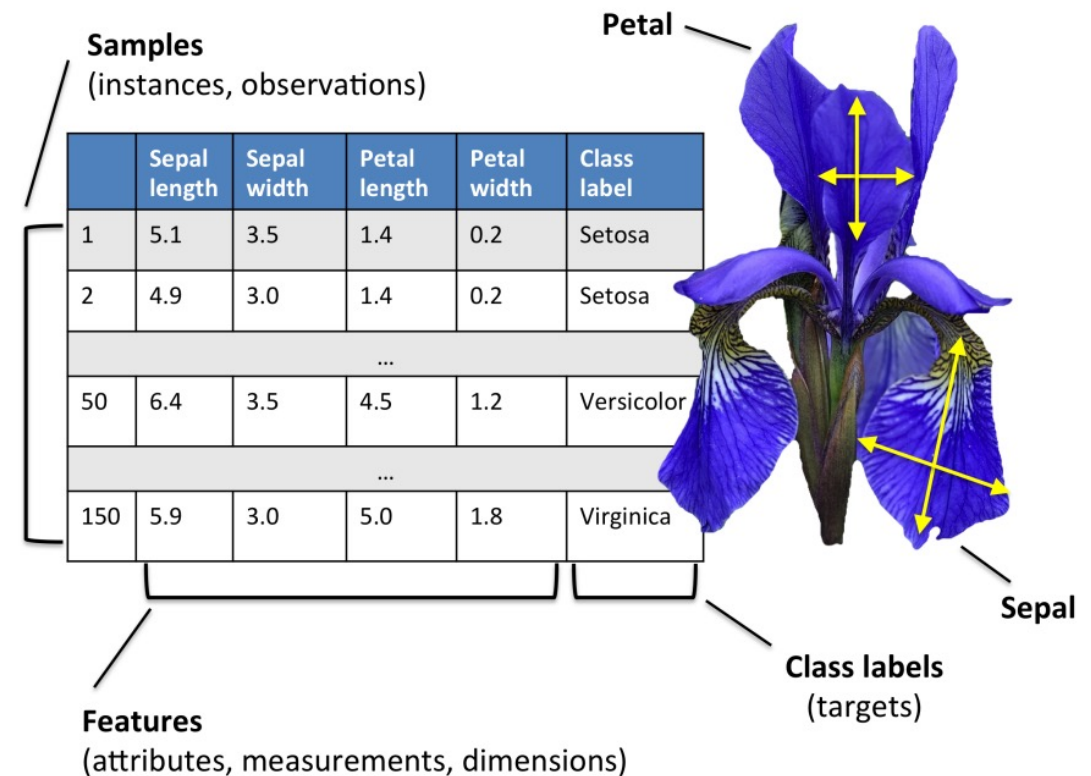 Samples
(instances, observations)
Petal
Sepal length Sepal width Petal length Petal width Class label
1 5.1 3.5 1.4 0.2 Setosa
2 4.9 3.0 1.4 0.2 Setosa
...
50 6.4 3.5 4.5 1.2 Versicolor
...
150 5.9 3.0 5.0 1.8 Virginica
Sepal
Class labels
(targets)
Features
(attributes, measurements, dimensions)